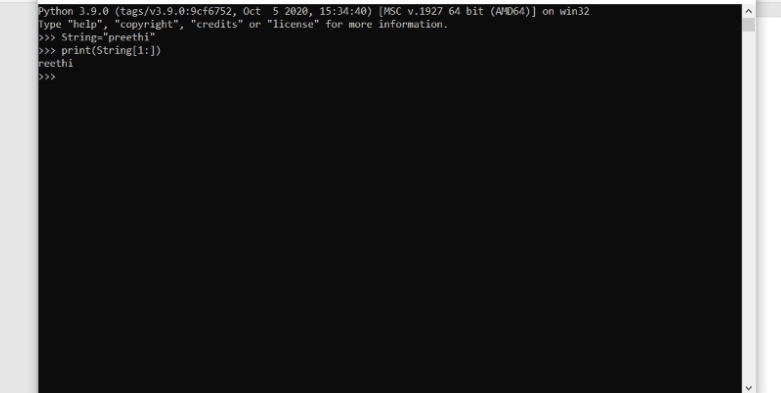 Python 3.9.0 (tags/v3.9.0:9cf6752, Oct  5 2020, 15:34:40) [MSC v.1927 64 bit (AMD64)] on win32
Type "help", "copyright", "credits" or "license" for more information.
>>> String="preethi"
>>> print(String[1:])
reethi
>>>